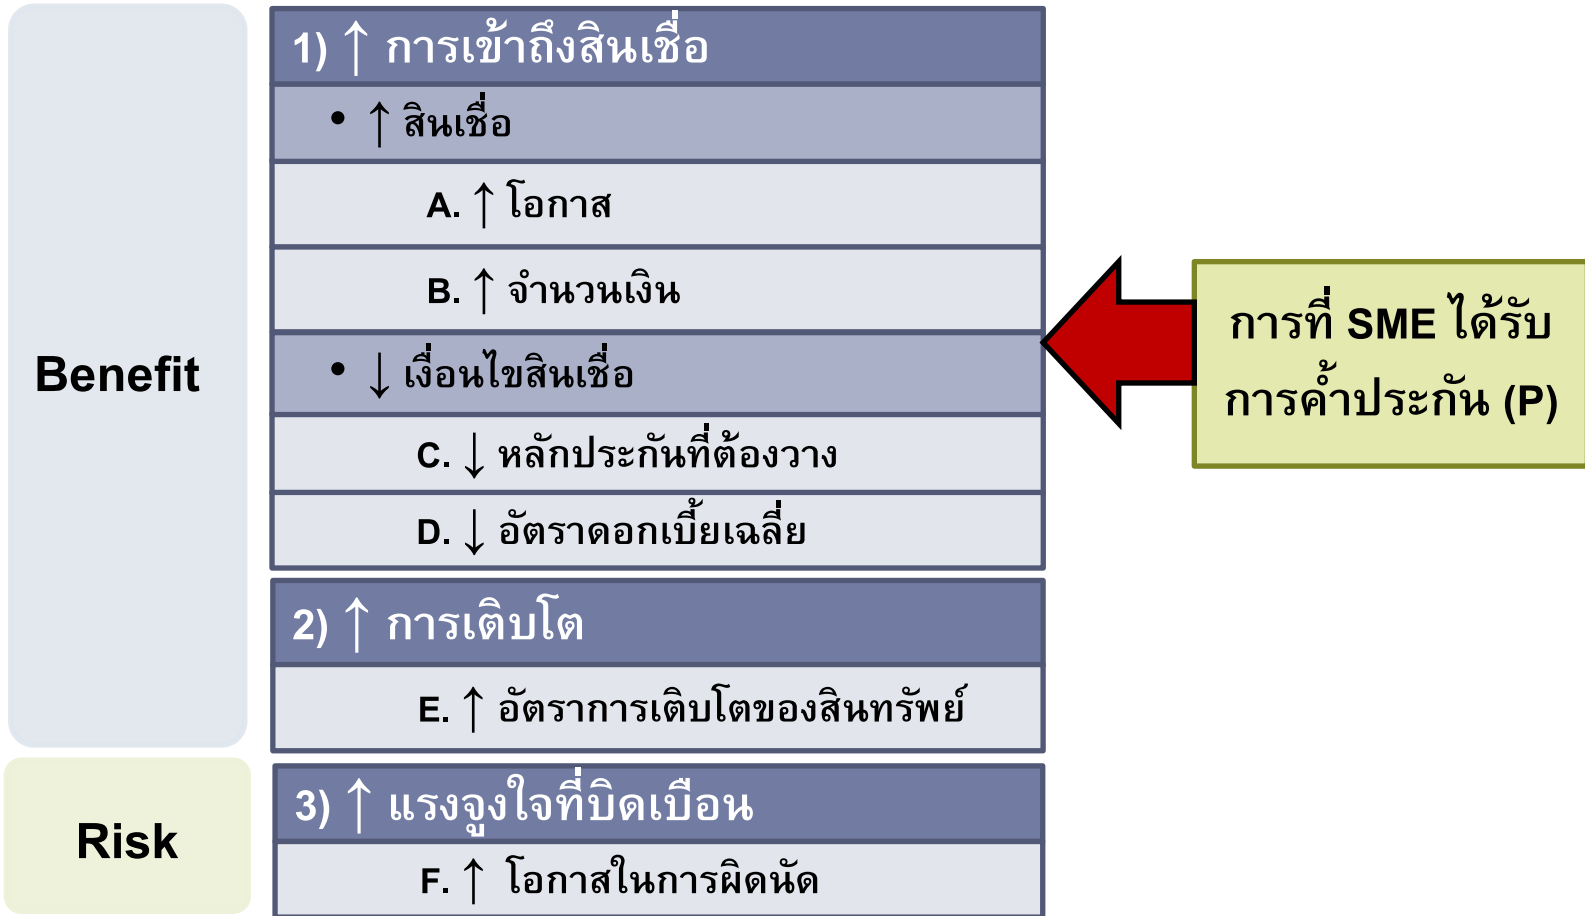 Benefit
1) ↑ การเข้าถึงสินเชื่อ
• ↑ สินเชื่อ
A. ↑ โอกาส
B. ↑ จำนวนเงิน
• ↓ เงื่อนไขสินเชื่อ
C. ↓ หลักประกันที่ต้องวาง
D. ↓ อัตราดอกเบี้ยเฉลี่ย
2) ↑ การเติบโต
E. ↑ อัตราการเติบโตของสินทรัพย์
Risk
3) ↑ แรงจูงใจที่บิดเบือน
F. ↑ โอกาสในการผิดนัด
การที่ SME ได้รับ
การค้ำประกัน (P)